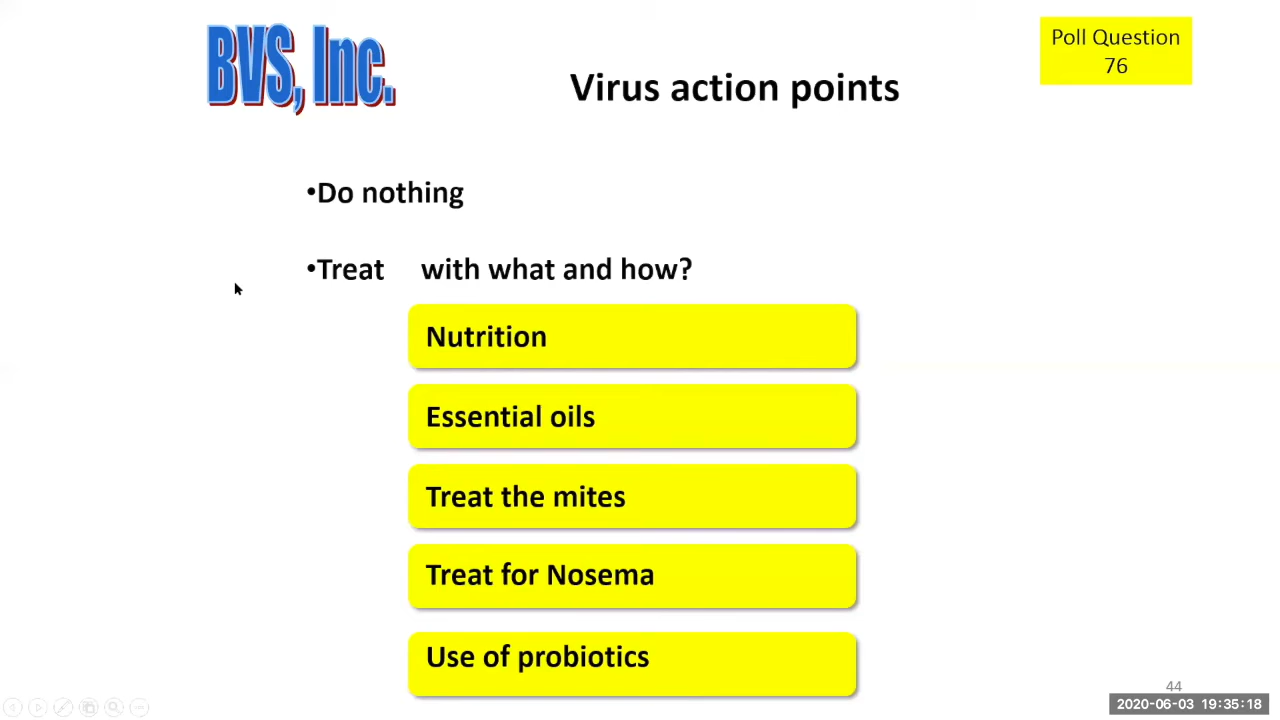 BVS, Inc.
Poll Question
76
Virus action points
•Do nothing
•Treat with what and how?
Nutrition
Essential oils
Treat the mites
Treat for Nosema
Use of probiotics
44
2020-06-03 19:35:18